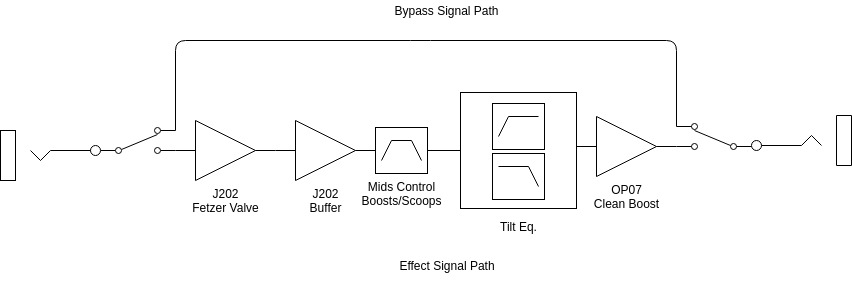 Bypass Signal Path
J202
Fetzer Valve
J202
Buffer
Mids Control
Boosts/Scoops
Tilt Eq.
OP07
Clean Boost
Effect Signal Path